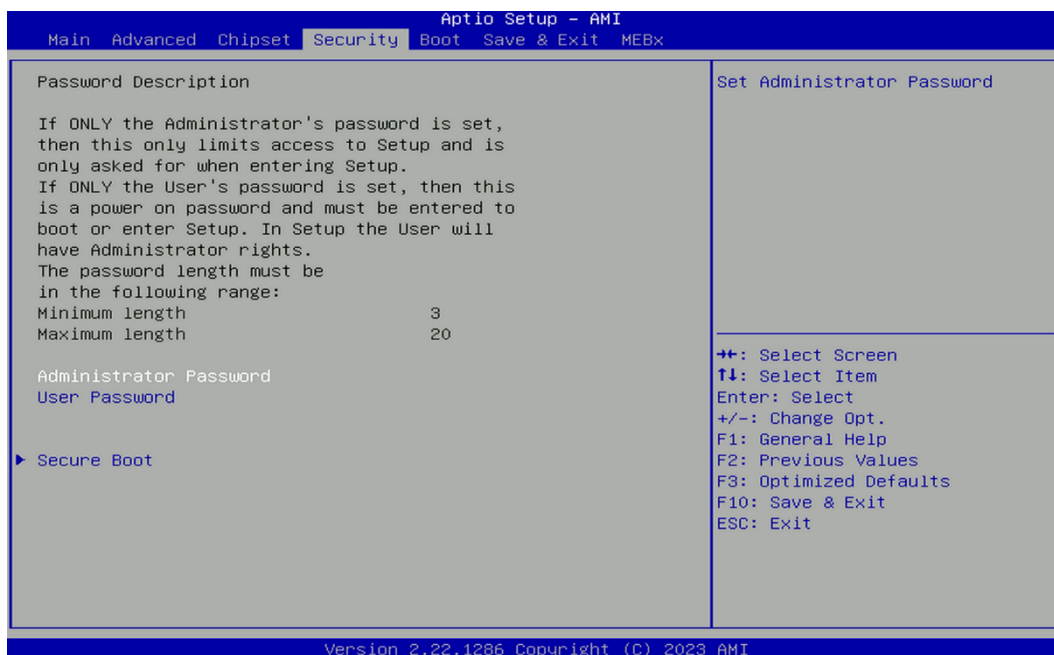 Aptio Setup – AMI
Main Advanced Chipset Security Boot Save & Exit MEBx
Password Description
If ONLY the Administrator's password is set,
then this only limits access to Setup and is
only asked for when entering Setup.
If ONLY the User's password is set, then this
is a power on password and must be entered to
boot or enter Setup. In Setup the User will
have Administrator rights.
The password length must be
in the following range:
Minimum length 3
Maximum length 20
Administrator Password
User Password
▶ Secure Boot
Set Administrator Password
→←: Select Screen
↑↓: Select Item
Enter: Select
+/-: Change Opt.
F1: General Help
F2: Previous Values
F3: Optimized Defaults
F10: Save & Exit
ESC: Exit
Version 2.22.1286 Copyright (C) 2023 AMI